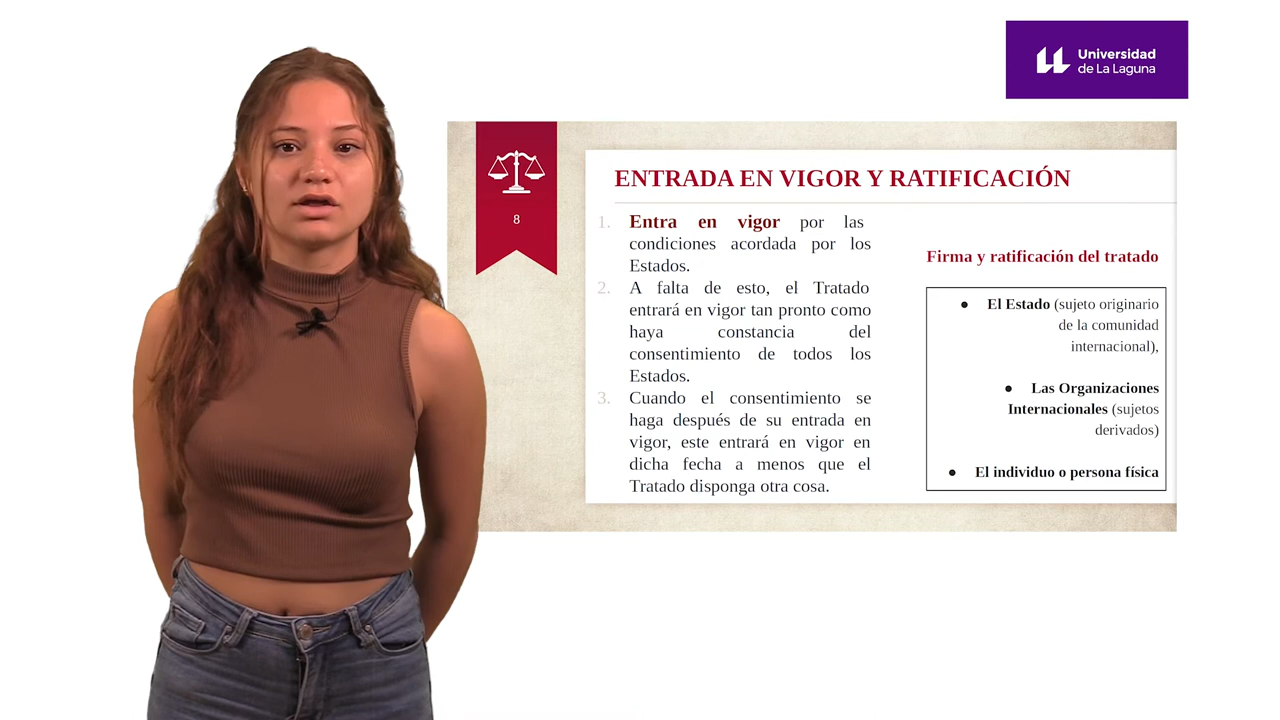 Universidad
de La Laguna
8
ENTRADA EN VIGOR Y RATIFICACIÓN
1. Entra en vigor por las
condiciones acordada por los
Estados.
2. A falta de esto, el Tratado
entrará en vigor tan pronto como
haya constancia del
consentimiento de todos los
Estados.
3. Cuando el consentimiento se
haga después de su entrada en
vigor, este entrará en vigor en
dicha fecha a menos que el
Tratado disponga otra cosa.
Firma y ratificación del tratado
● El Estado (sujeto originario
de la comunidad
internacional),
● Las Organizaciones
Internacionales (sujetos
derivados)
● El individuo o persona física